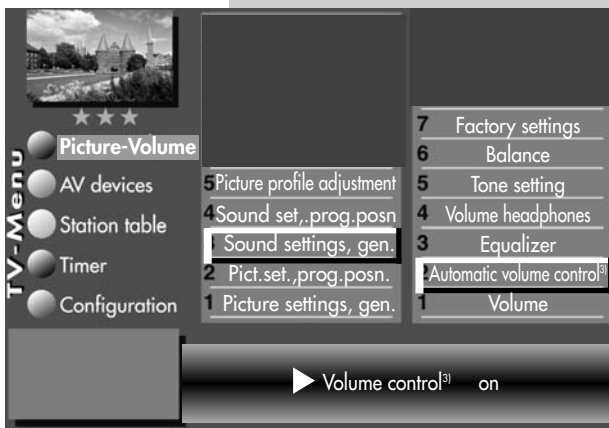 TV-Menu
Picture-Volume
AV devices
Station table
Timer
Configuration
5 Picture profile adjustment
4 Sound set,.prog.posn
3 Sound settings, gen.
2 Pict.set.,prog.posn.
1 Picture settings, gen.
7 Factory settings
6 Balance
5 Tone setting
4 Volume headphones
3 Equalizer
2 Automatic volume control3)
1 Volume
Volume control3) on